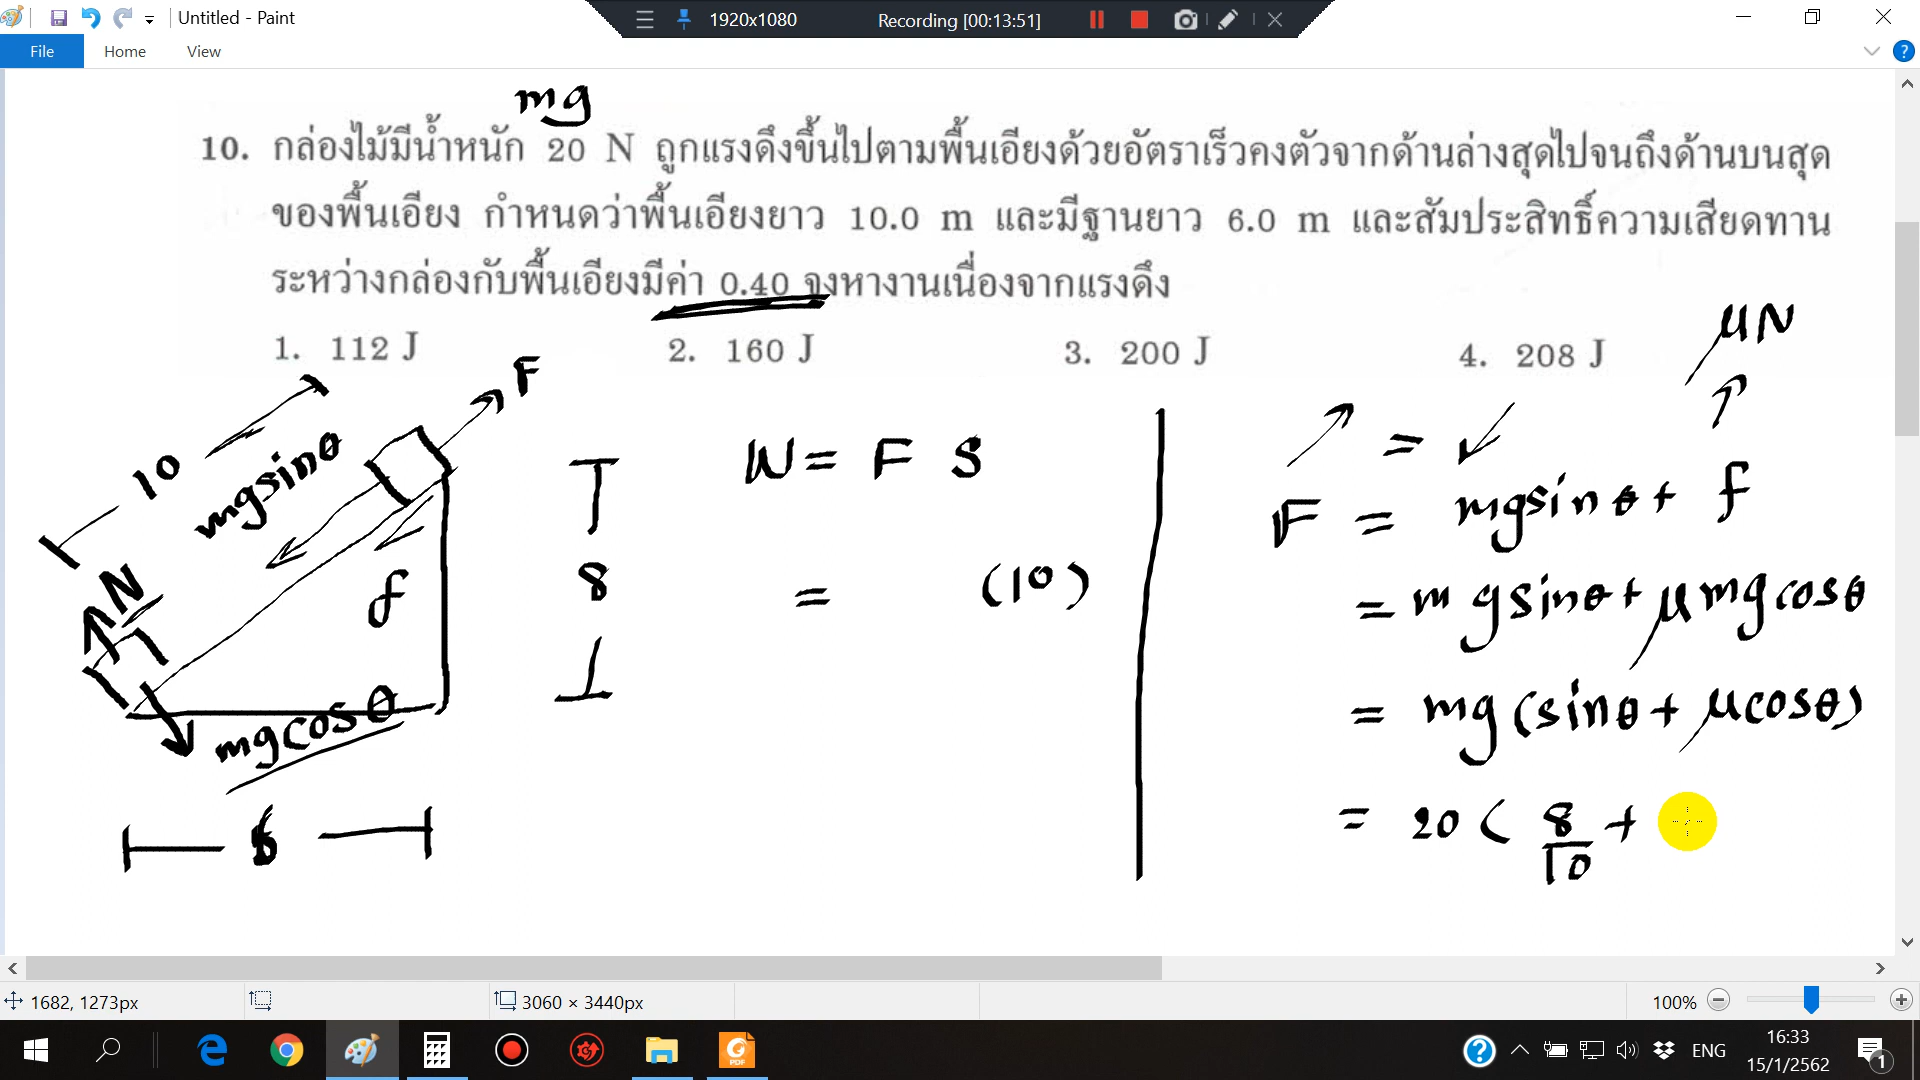 Untitled - Paint
1920x1080
Recording [00:13:51]
File
Home
View
mg
10. กล่องไม้มีน้ำหนัก 20 N ถูกแรงดึงขึ้นไปตามพื้นเอียงด้วยอัตราเร็วคงตัวจากด้านล่างสุดไปจนถึงด้านบนสุด
ของพื้นเอียง กำหนดว่าพื้นเอียงยาว 10.0 m และมีฐานยาว 6.0 m และสัมประสิทธิ์ความเสียดทาน
ระหว่างกล่องกับพื้นเอียงมีค่า 0.40 จงหางานเนื่องจากแรงดึง
1. 112 J
2. 160 J
3. 200 J
4. 208 J
μN
F
10
mgsinθ
N
f
mgcosθ
6
8
W = F S
= (10)
=
F = mgsinθ + f
= mgsinθ + μmgcosθ
= mg(sinθ + μcosθ)
= 20 ( 8/10 +
1682, 1273px
3060 × 3440px
100%
PDF
ENG
16:33
15/1/2562
1